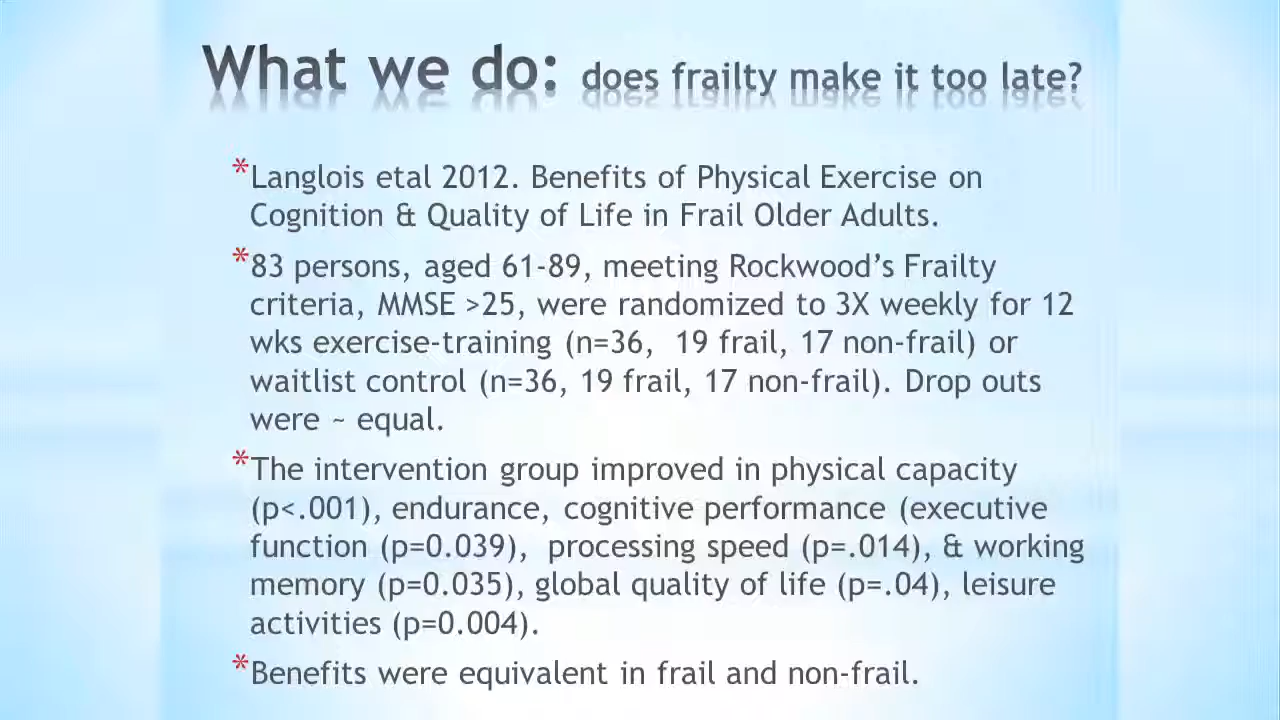 What we do: does frailty make it too late?
*Langlois etal 2012. Benefits of Physical Exercise on
Cognition & Quality of Life in Frail Older Adults.
*83 persons, aged 61-89, meeting Rockwood’s Frailty
criteria, MMSE >25, were randomized to 3X weekly for 12
wks exercise-training (n=36, 19 frail, 17 non-frail) or
waitlist control (n=36, 19 frail, 17 non-frail). Drop outs
were ~ equal.
*The intervention group improved in physical capacity
(p<.001), endurance, cognitive performance (executive
function (p=0.039), processing speed (p=.014), & working
memory (p=0.035), global quality of life (p=.04), leisure
activities (p=0.004).
*Benefits were equivalent in frail and non-frail.